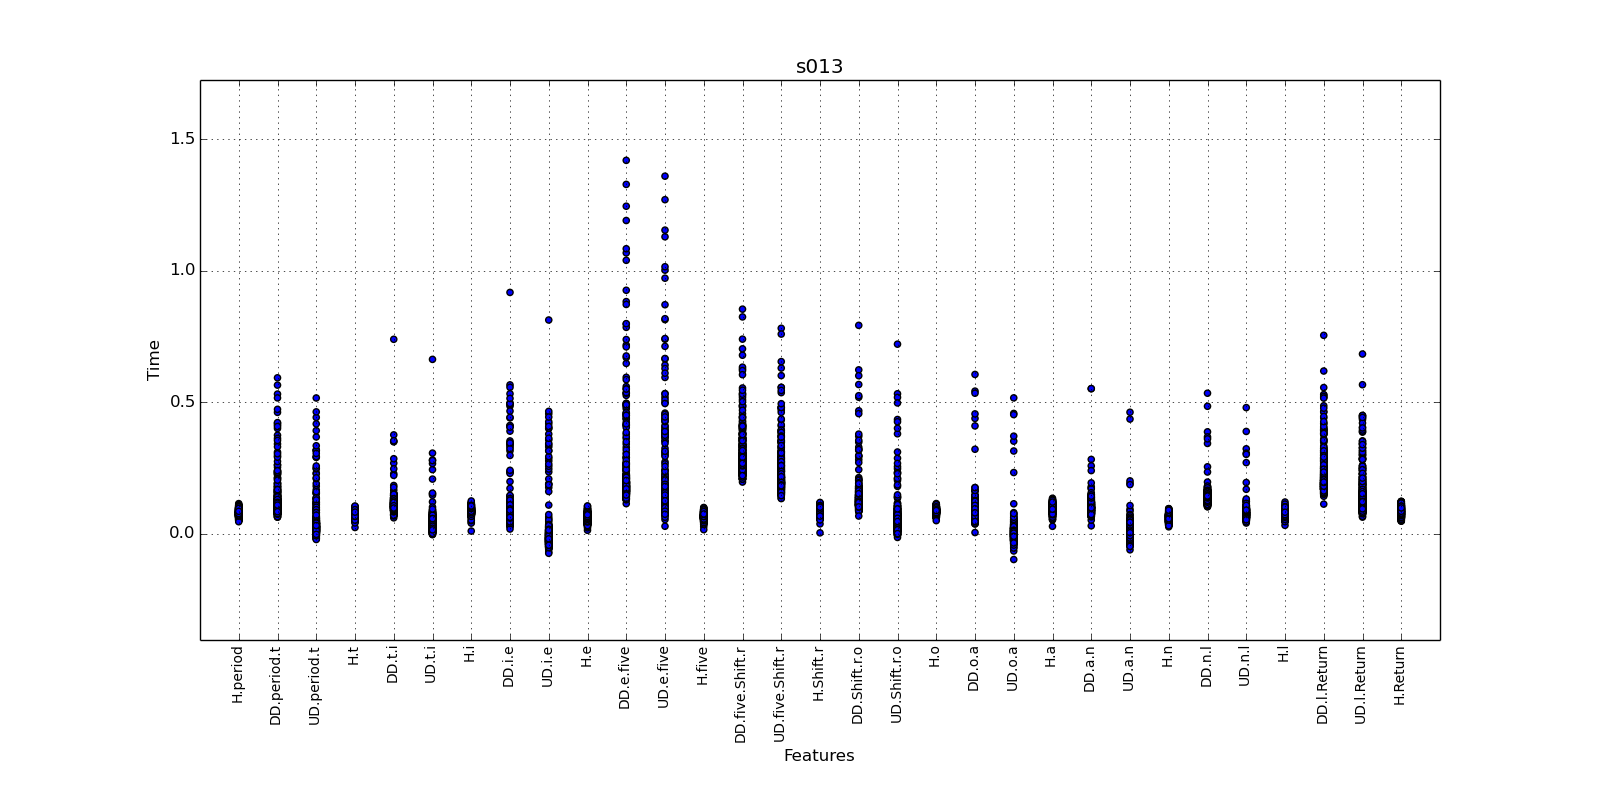 s013
1.5
1.0
0.5
0.0
Time
H.period
DD.period.t
UD.period.t
H.t
DD.t.i
UD.t.i
H.i
DD.i.e
UD.i.e
H.e
DD.e.five
UD.e.five
H.five
DD.five.Shift.r
UD.five.Shift.r
H.Shift.r
DD.Shift.r.o
UD.Shift.r.o
H.o
DD.o.a
UD.o.a
H.a
DD.a.n
UD.a.n
H.n
DD.n.l
UD.n.l
H.l
DD.l.Return
UD.l.Return
H.Return
Features